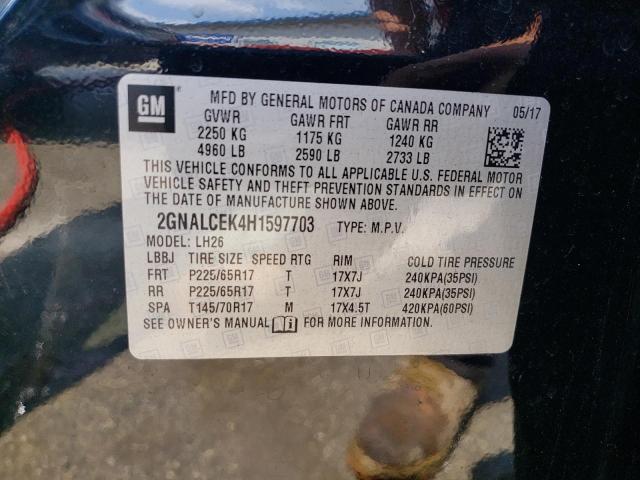 GM MFD BY GENERAL MOTORS OF CANADA COMPANY 05/17
GVWR GAWR FRT GAWR RR
2250 KG 1175 KG 1240 KG
4960 LB 2590 LB 2733 LB
THIS VEHICLE CONFORMS TO ALL APPLICABLE U.S. FEDERAL MOTOR
VEHICLE SAFETY AND THEFT PREVENTION STANDARDS IN EFFECT ON
THE DATE OF MANUFACTURE SHOWN ABOVE.
2GNALCEK4H1597703 TYPE: M.P.V.
MODEL: LH26
LBBJ TIRE SIZE SPEED RTG RIM COLD TIRE PRESSURE
FRT P225/65R17 T 17X7J 240KPA(35PSI)
RR P225/65R17 T 17X7J 240KPA(35PSI)
SPA T145/70R17 M 17X4.5T 420KPA(60PSI)
SEE OWNER'S MANUAL FOR MORE INFORMATION.